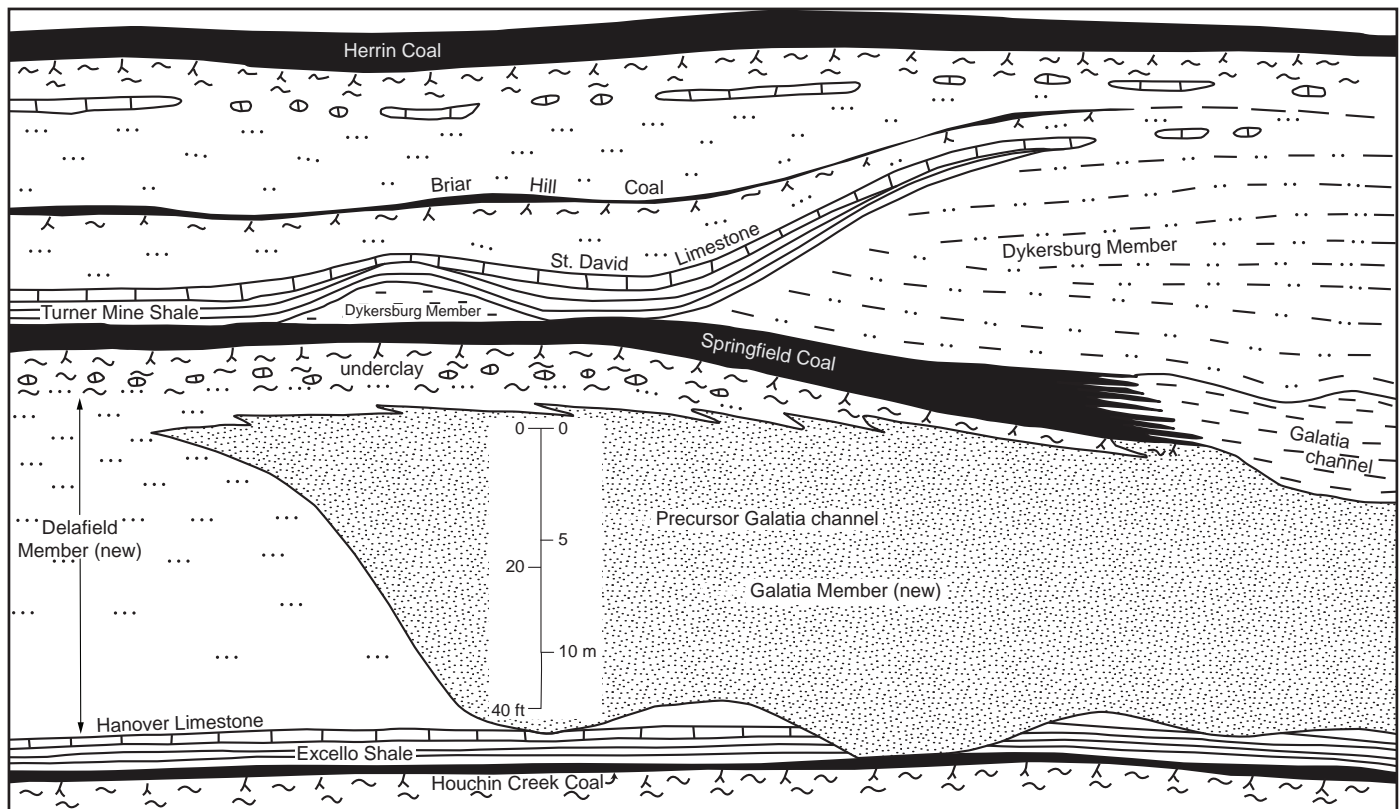 Herrin Coal
Briar Hill Coal
St. David Limestone
Dykersburg Member
Turner Mine Shale
Dykersburg Member
Springfield Coal
underclay
Galatia
channel
0 0
Precursor Galatia channel
Delafield
Member (new)
5
20
Galatia Member (new)
10 m
40 ft
Hanover Limestone
Excello Shale
Houchin Creek Coal